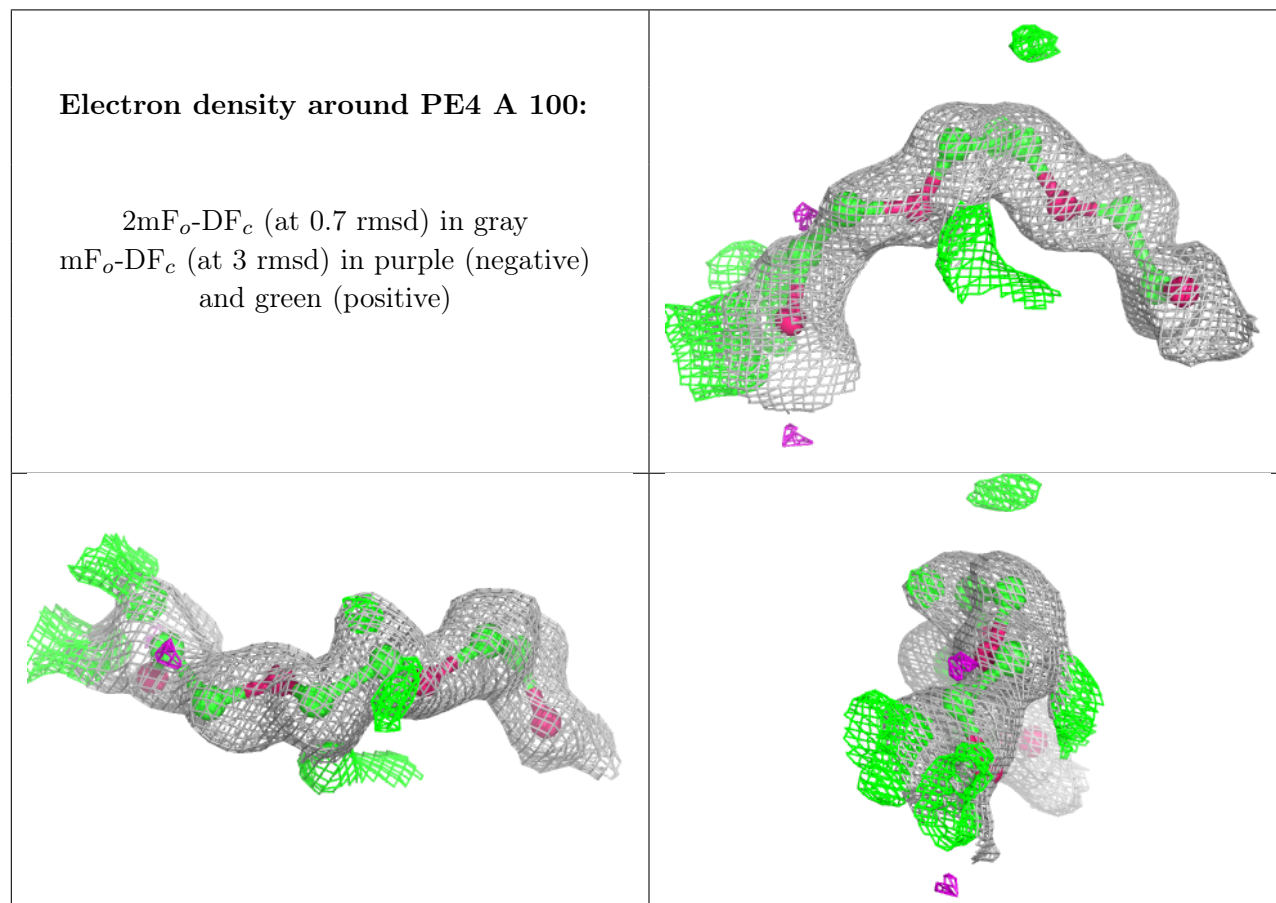 Electron density around PE4 A 100:
2mFo-DFc (at 0.7 rmsd) in gray
mFo-DFc (at 3 rmsd) in purple (negative)
and green (positive)